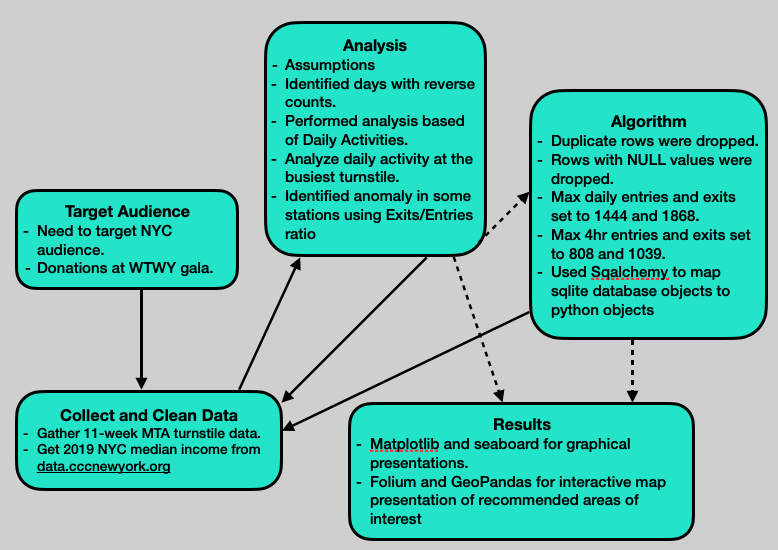 Analysis
- Assumptions
- Identified days with reverse
counts.
- Performed analysis based
of Daily Activities.
- Analyze daily activity at the
busiest turnstile.
- Identified anomaly in some
stations using Exits/Entries
ratio
Algorithm
- Duplicate rows were dropped.
- Rows with NULL values were
dropped.
- Max daily entries and exits
set to 1444 and 1868.
- Max 4hr entries and exits set
to 808 and 1039.
- Used Sqalchemy to map
sqlite database objects to
python objects
Target Audience
- Need to target NYC
audience.
- Donations at WTWY gala.
Collect and Clean Data
- Gather 11-week MTA turnstile data.
- Get 2019 NYC median income from
data.cccnewyork.org
Results
- Matplotlib and seaboard for graphical
presentations.
- Folium and GeoPandas for interactive map
presentation of recommended areas of
interest